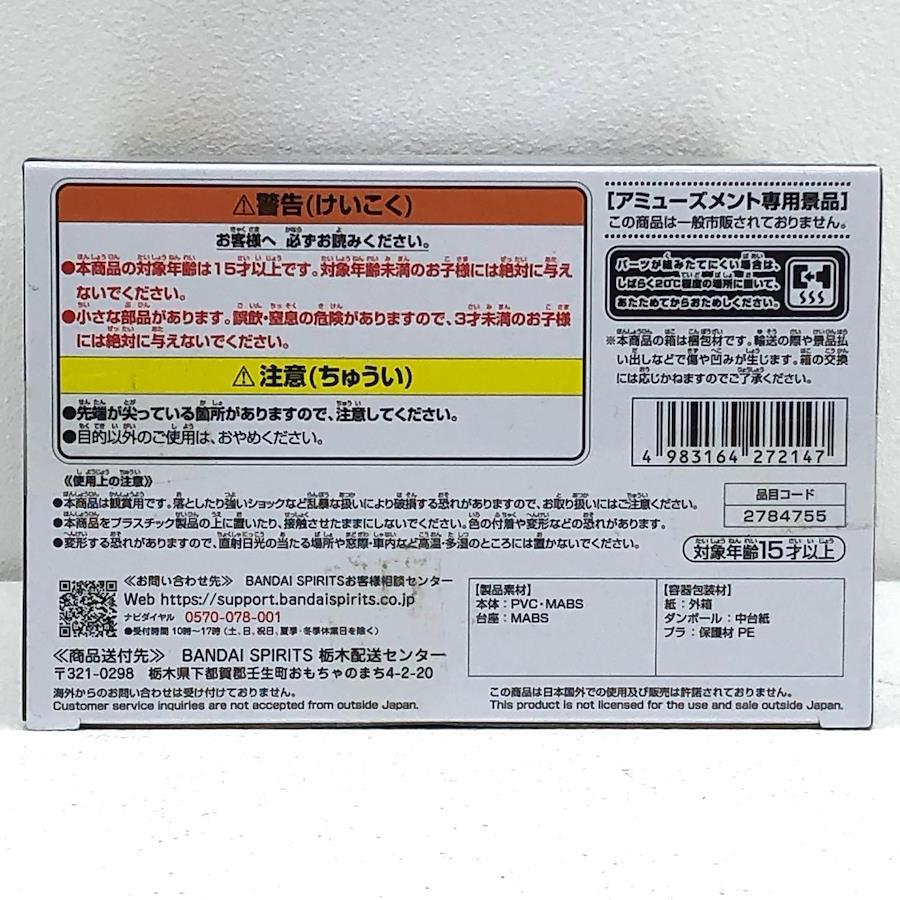 ⚠警告(けいこく)
お客様へ 必ずお読みください。
●本商品の対象年齢は15才以上です。対象年齢未満のお子様には絶対に与え
ないでください。
●小さな部品があります。誤飲・窒息の危険がありますので、3才未満のお子様
には絶対に与えないでください。
⚠注意(ちゅうい)
●先端が尖っている箇所がありますので、注意してください。
●目的以外のご使用は、おやめください。
《使用上の注意》
●本商品は観賞用です。落としたり強いショックなど乱暴な扱いにより破損する恐れがありますので、お取り扱いにはご注意ください。
●本商品をプラスチック製品の上に置いたり、接触させたままにしないでください。色の付着や変形などの恐れがあります。
●変形する恐れがありますので、直射日光の当たる場所や窓際・車内など高温・多湿のところには置かないでください。
[アミューズメント専用景品]
この商品は一般市販されておりません。
パーツが組みたてにくい場合は、
しばらく20℃程度の場所に置いて、
あたためてからおためしください。
※本商品の箱は梱包材です。輸送の際や景品払
い出しなどで傷や凹みが生じます。箱の交換
には応じかねますのでご了承ください。
4 983164 272147
品目コード
2784755
対象年齢15才以上
≪お問い合わせ先≫ BANDAI SPIRITSお客様相談センター
Web https://support.bandaispirits.co.jp
ナビダイヤル 0570-078-001
●受付時間 10時〜17時(土、日、祝日、夏季・冬季休業日を除く)
≪商品送付先≫ BANDAI SPIRITS 栃木配送センター
〒321-0298 栃木県下都賀郡壬生町おもちゃのまち4-2-20
海外からのお問い合わせは受け付けておりません。
Customer service inquiries are not accepted from outside Japan.
【製品素材】
本体:PVC・MABS
台座:MABS
【容器包装材】
紙:外箱
ダンボール:中台紙
プラ:保護材 PE
この商品は日本国外での使用及び販売は許諾されておりません。
This product is not licensed for the use and sale outside Japan.